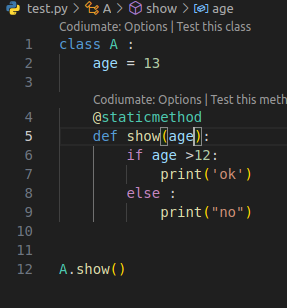 test.py > A > show > age
Codiumate: Options | Test this class
1 class A :
2     age = 13
3
Codiumate: Options | Test this meth
4     @staticmethod
5     def show(age):
6         if age >12:
7             print('ok')
8         else :
9             print("no")
10
11
12 A.show()